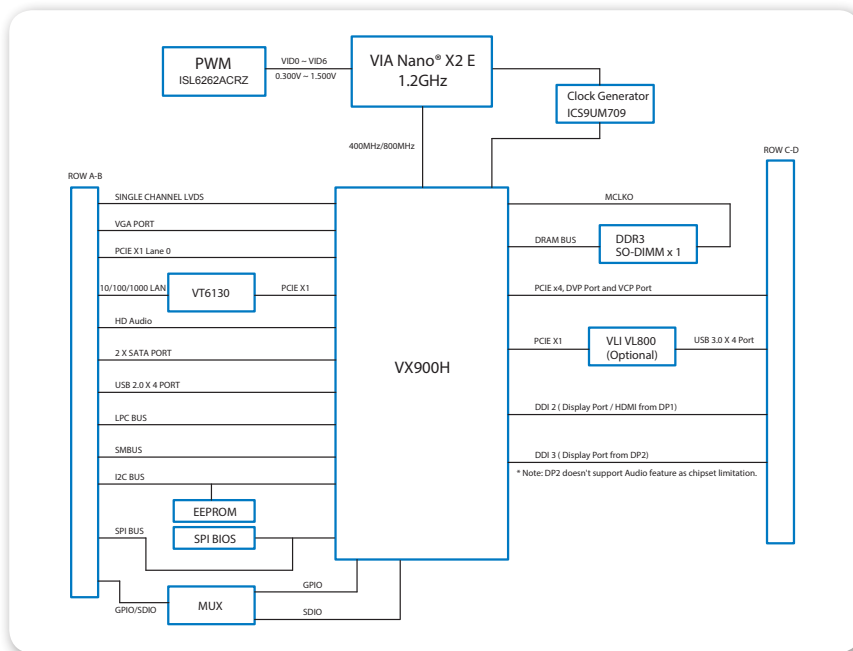 PWM
ISL6262ACRZ
VID0 ~ VID6
0.300V ~ 1.500V
VIA Nano® X2 E
1.2GHz
Clock Generator
ICS9UM709
400MHz/800MHz
ROW A-B
ROW C-D
SINGLE CHANNEL LVDS
VGA PORT
PCIE X1 Lane 0
10/100/1000 LAN
VT6130
PCIE X1
HD Audio
2 X SATA PORT
USB 2.0 X 4 PORT
LPC BUS
SMBUS
I2C BUS
EEPROM
SPI BIOS
SPI BUS
GPIO/SDIO
MUX
GPIO
SDIO
VX900H
MCLKO
DRAM BUS
DDR3
SO-DIMM x 1
PCIE x4, DVP Port and VCP Port
PCIE X1
VLI VL800
(Optional)
USB 3.0 X 4 Port
DDI 2 ( Display Port / HDMI from DP1)
DDI 3 ( Display Port from DP2)
* Note: DP2 doesn't support Audio feature as chipset limitation.